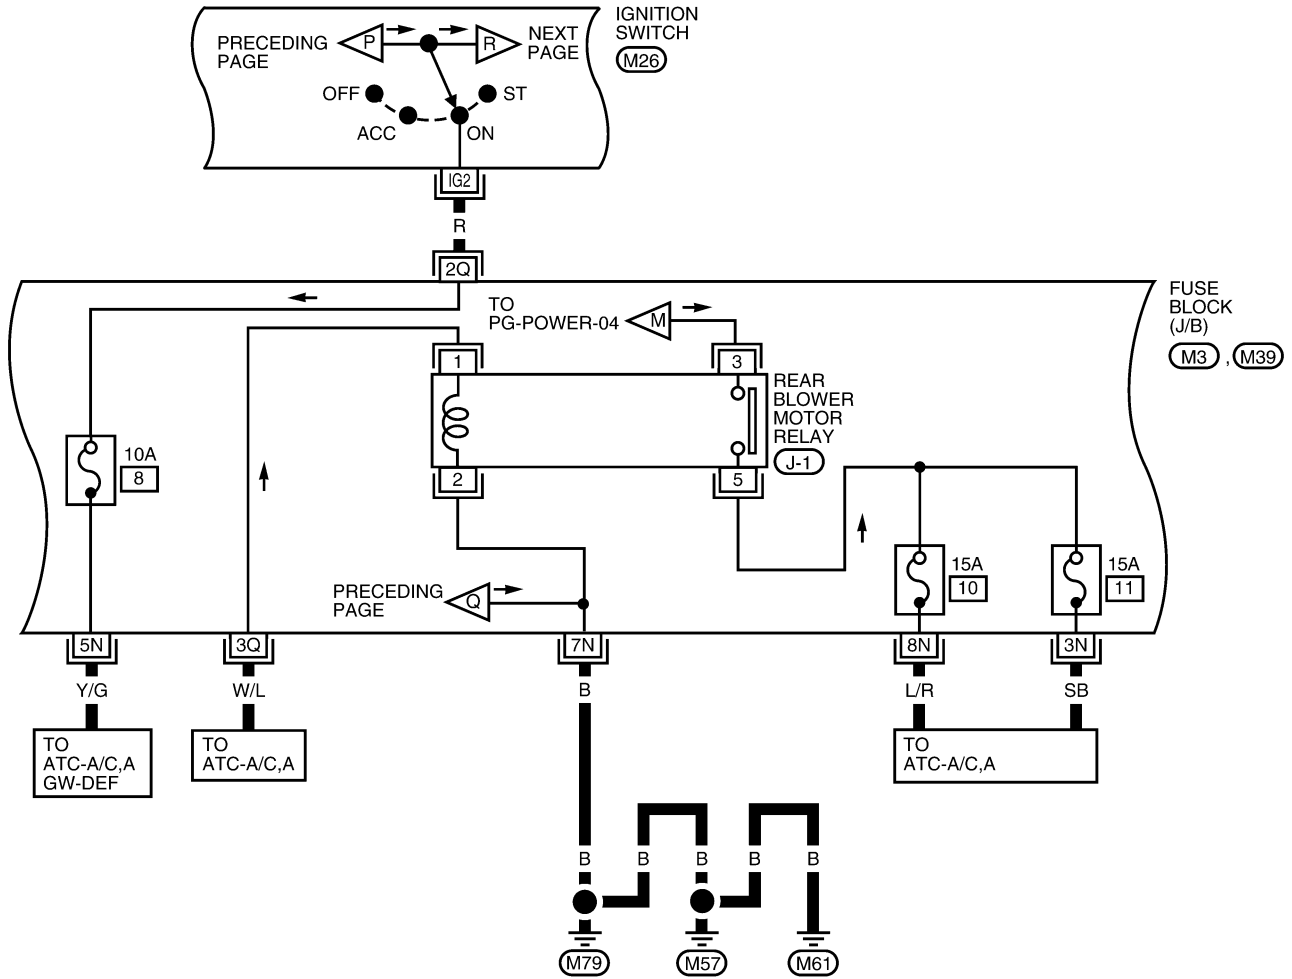 IGNITION
SWITCH
M26
PRECEDING
PAGE
P
R
NEXT
PAGE
OFF
ST
ACC
ON
IG2
R
2Q
FUSE
BLOCK
(J/B)
M3 , M39
TO
PG-POWER-04
M
1
3
REAR
BLOWER
MOTOR
RELAY
J-1
2
5
10A
8
15A
10
15A
11
PRECEDING
PAGE
Q
5N
3Q
7N
8N
3N
Y/G
W/L
B
L/R
SB
TO
ATC-A/C,A
GW-DEF
TO
ATC-A/C,A
TO
ATC-A/C,A
B
B
B
B
B
M79
M57
M61